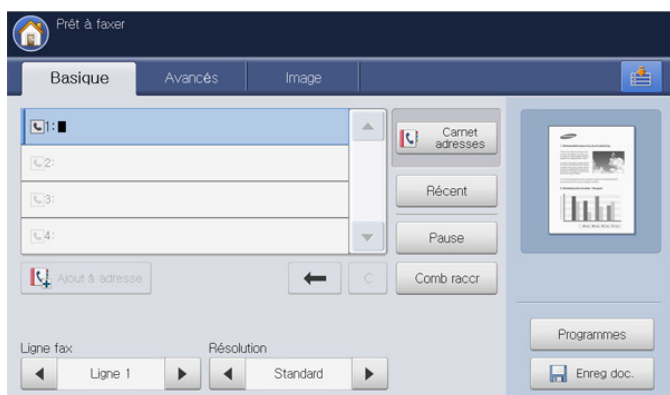 Prêt à faxer
Basique
Avancés
Image
1:
2:
3:
4:
Carnet
adresses
Récent
Pause
Ajout à adresse
C
Comb raccr
Ligne fax
Résolution
Ligne 1
Standard
Programmes
Enreg doc.